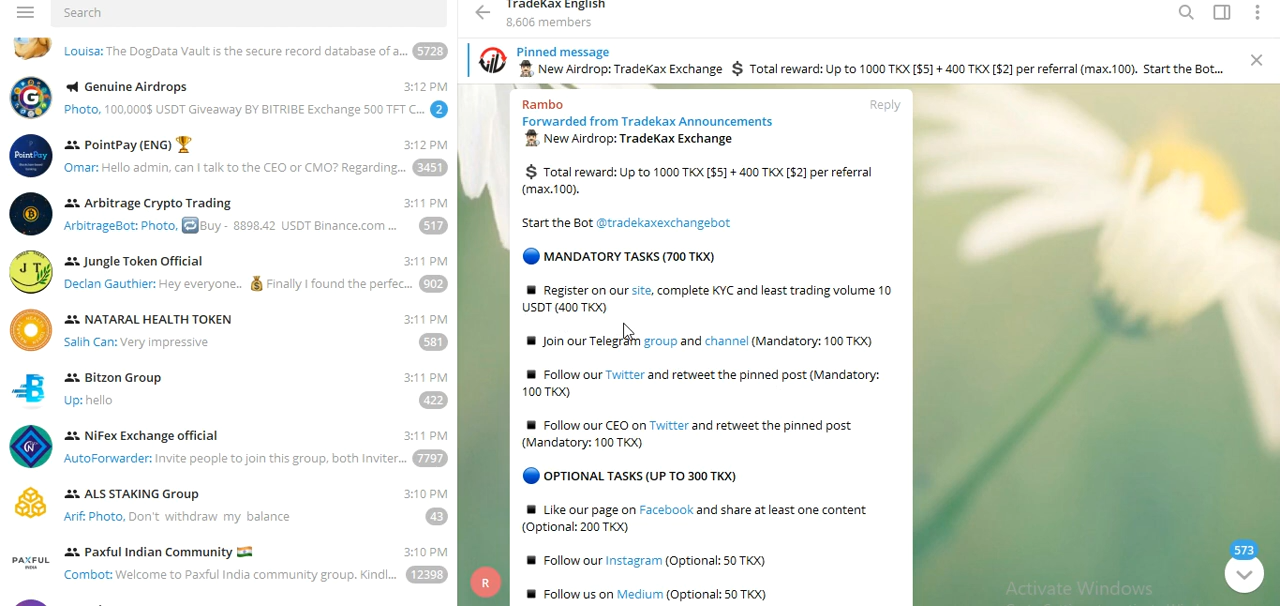 Search
Louisa: The DogData Vault is the secure record database of a... 5728
Genuine Airdrops 3:12 PM
Photo, 100,000$ USDT Giveaway BY BITRIBE Exchange 500 TFT C... 2
PointPay (ENG) 🏆 3:12 PM
Omar: Hello admin, can I talk to the CEO or CMO? Regarding... 3451
Arbitrage Crypto Trading 3:11 PM
ArbitrageBot: Photo, 🔁Buy - 8898.42 USDT Binance.com ... 517
Jungle Token Official 3:11 PM
Declan Gauthier: Hey everyone.. 💰 Finally I found the perfec... 902
NATARAL HEALTH TOKEN 3:11 PM
Salih Can: Very impressive 581
Bitzon Group 3:11 PM
Up: hello 422
NiFex Exchange official 3:11 PM
AutoForwarder: Invite people to join this group, both Inviter... 7797
ALS STAKING Group 3:10 PM
Arif: Photo, Don't withdraw my balance 43
PAXFUL
INDIA
Paxful Indian Community 🇮🇳 3:10 PM
Combot: Welcome to Paxful India community group. Kindl... 12398
TradeKax English
8,606 members
Pinned message
New Airdrop: TradeKax Exchange $ Total reward: Up to 1000 TKX [$5] + 400 TKX [$2] per referral (max.100). Start the Bot...
Rambo Reply
Forwarded from Tradekax Announcements
New Airdrop: TradeKax Exchange
$ Total reward: Up to 1000 TKX [$5] + 400 TKX [$2] per referral
(max.100).
Start the Bot @tradekaxexchangebot
🔵 MANDATORY TASKS (700 TKX)
◾ Register on our site, complete KYC and least trading volume 10
USDT (400 TKX)
◾ Join our Telegram group and channel (Mandatory: 100 TKX)
◾ Follow our Twitter and retweet the pinned post (Mandatory:
100 TKX)
◾ Follow our CEO on Twitter and retweet the pinned post
(Mandatory: 100 TKX)
🔵 OPTIONAL TASKS (UP TO 300 TKX)
◾ Like our page on Facebook and share at least one content
(Optional: 200 TKX)
◾ Follow our Instagram (Optional: 50 TKX)
◾ Follow us on Medium (Optional: 50 TKX)
R
573
Activate Windows